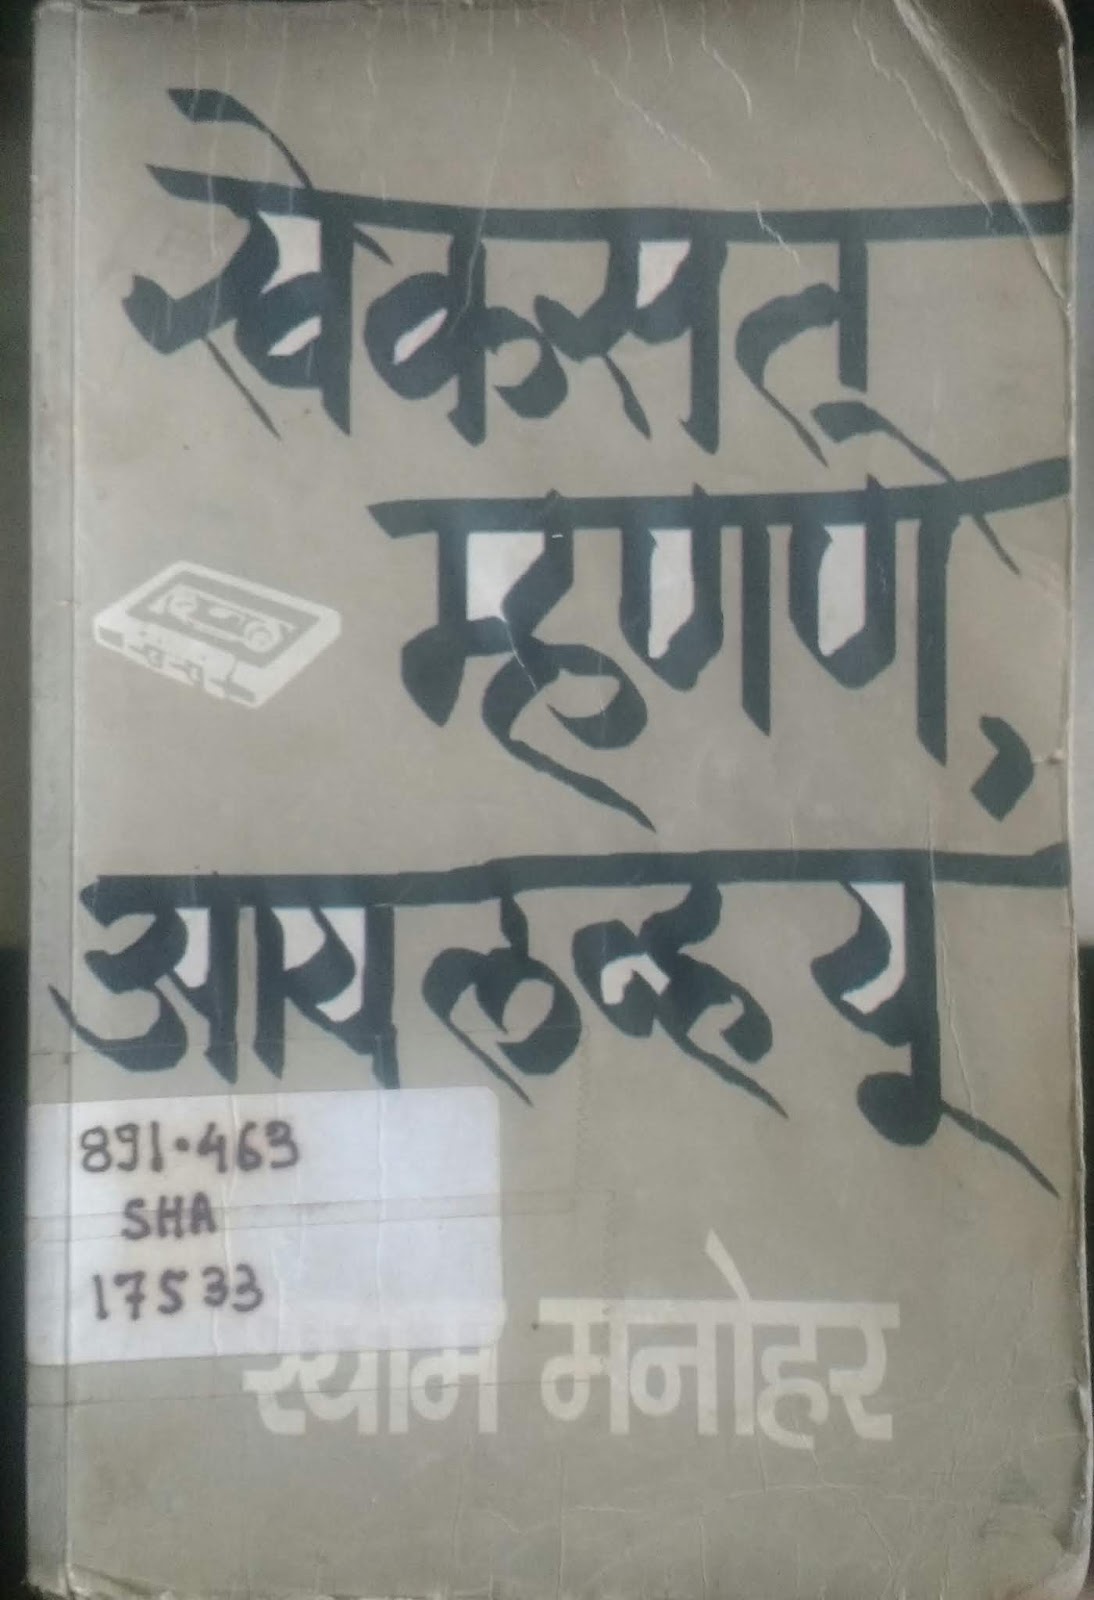 खेकसत
म्हणणे,
आय लव्ह यू
891.463
SHA
17533
श्याम मनोहर